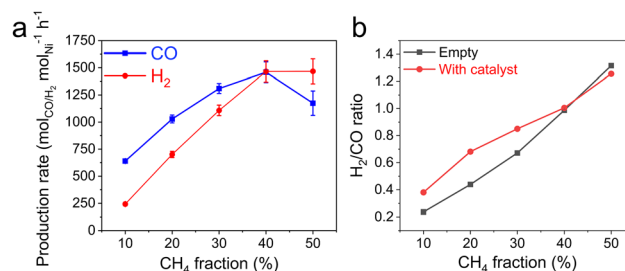 a
Production rate (mol_CO/H₂ mol_Ni⁻¹ h⁻¹)
1750
1500
1250
1000
750
500
250
0
CO
H₂
10
20
30
40
50
CH₄ fraction (%)
b
H₂/CO ratio
1.4
1.2
1.0
0.8
0.6
0.4
0.2
Empty
With catalyst
10
20
30
40
50
CH₄ fraction (%)